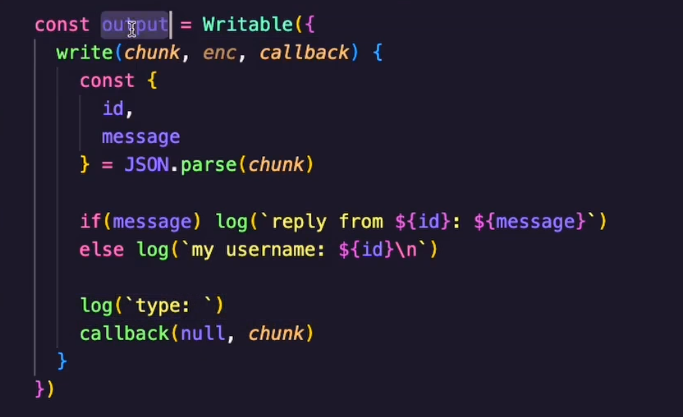 const output = Writable({
write(chunk, enc, callback) {
const {
id,
message
} = JSON.parse(chunk)
if(message) log(`reply from ${id}: ${message}`)
else log(`my username: ${id}\n`)
log(`type: `)
callback(null, chunk)
}
})